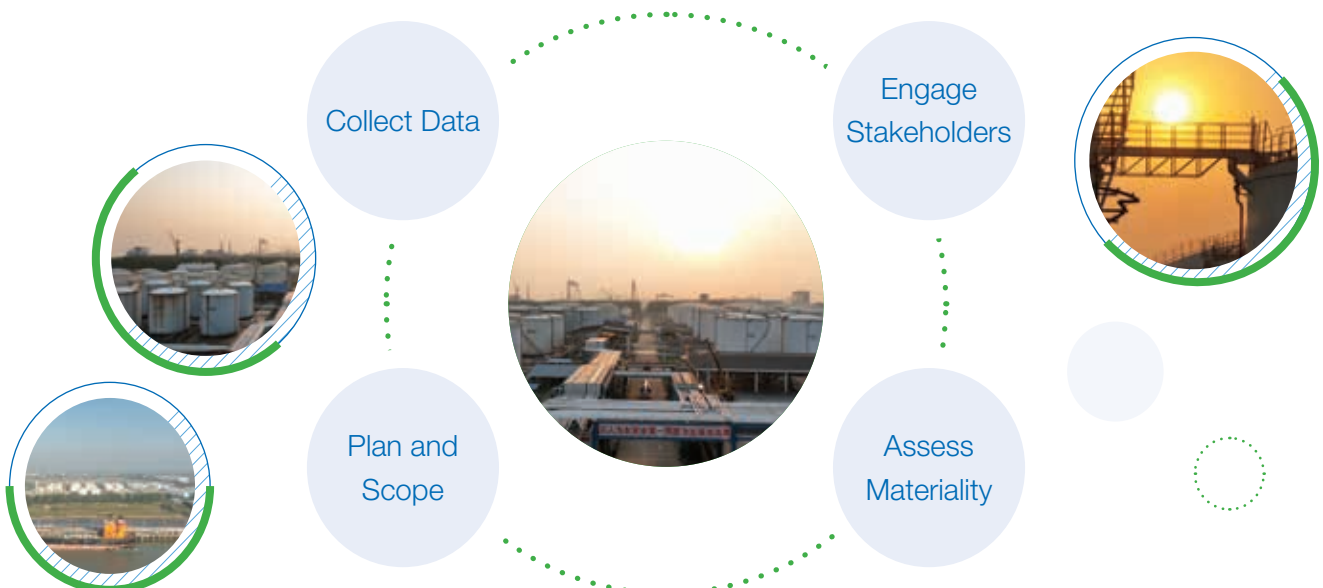 Collect Data
Engage
Stakeholders
Plan and
Scope
Assess
Materiality